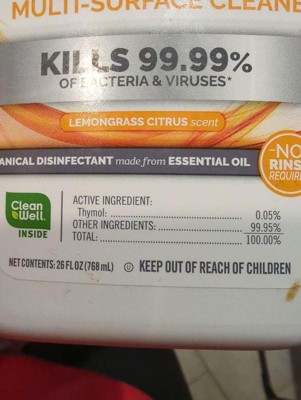 MULTI-SURFACE CLEANE
KILLS 99.99%
OF BACTERIA & VIRUSES*
LEMONGRASS CITRUS scent
ANICAL DISINFECTANT made from ESSENTIAL OIL
-NO
RINS
REQUIRE
Clean
Well.
INSIDE
ACTIVE INGREDIENT:
Thymol: 0.05%
OTHER INGREDIENTS: 99.95%
TOTAL: 100.00%
NET CONTENTS: 26 FL OZ (768 mL) U KEEP OUT OF REACH OF CHILDREN